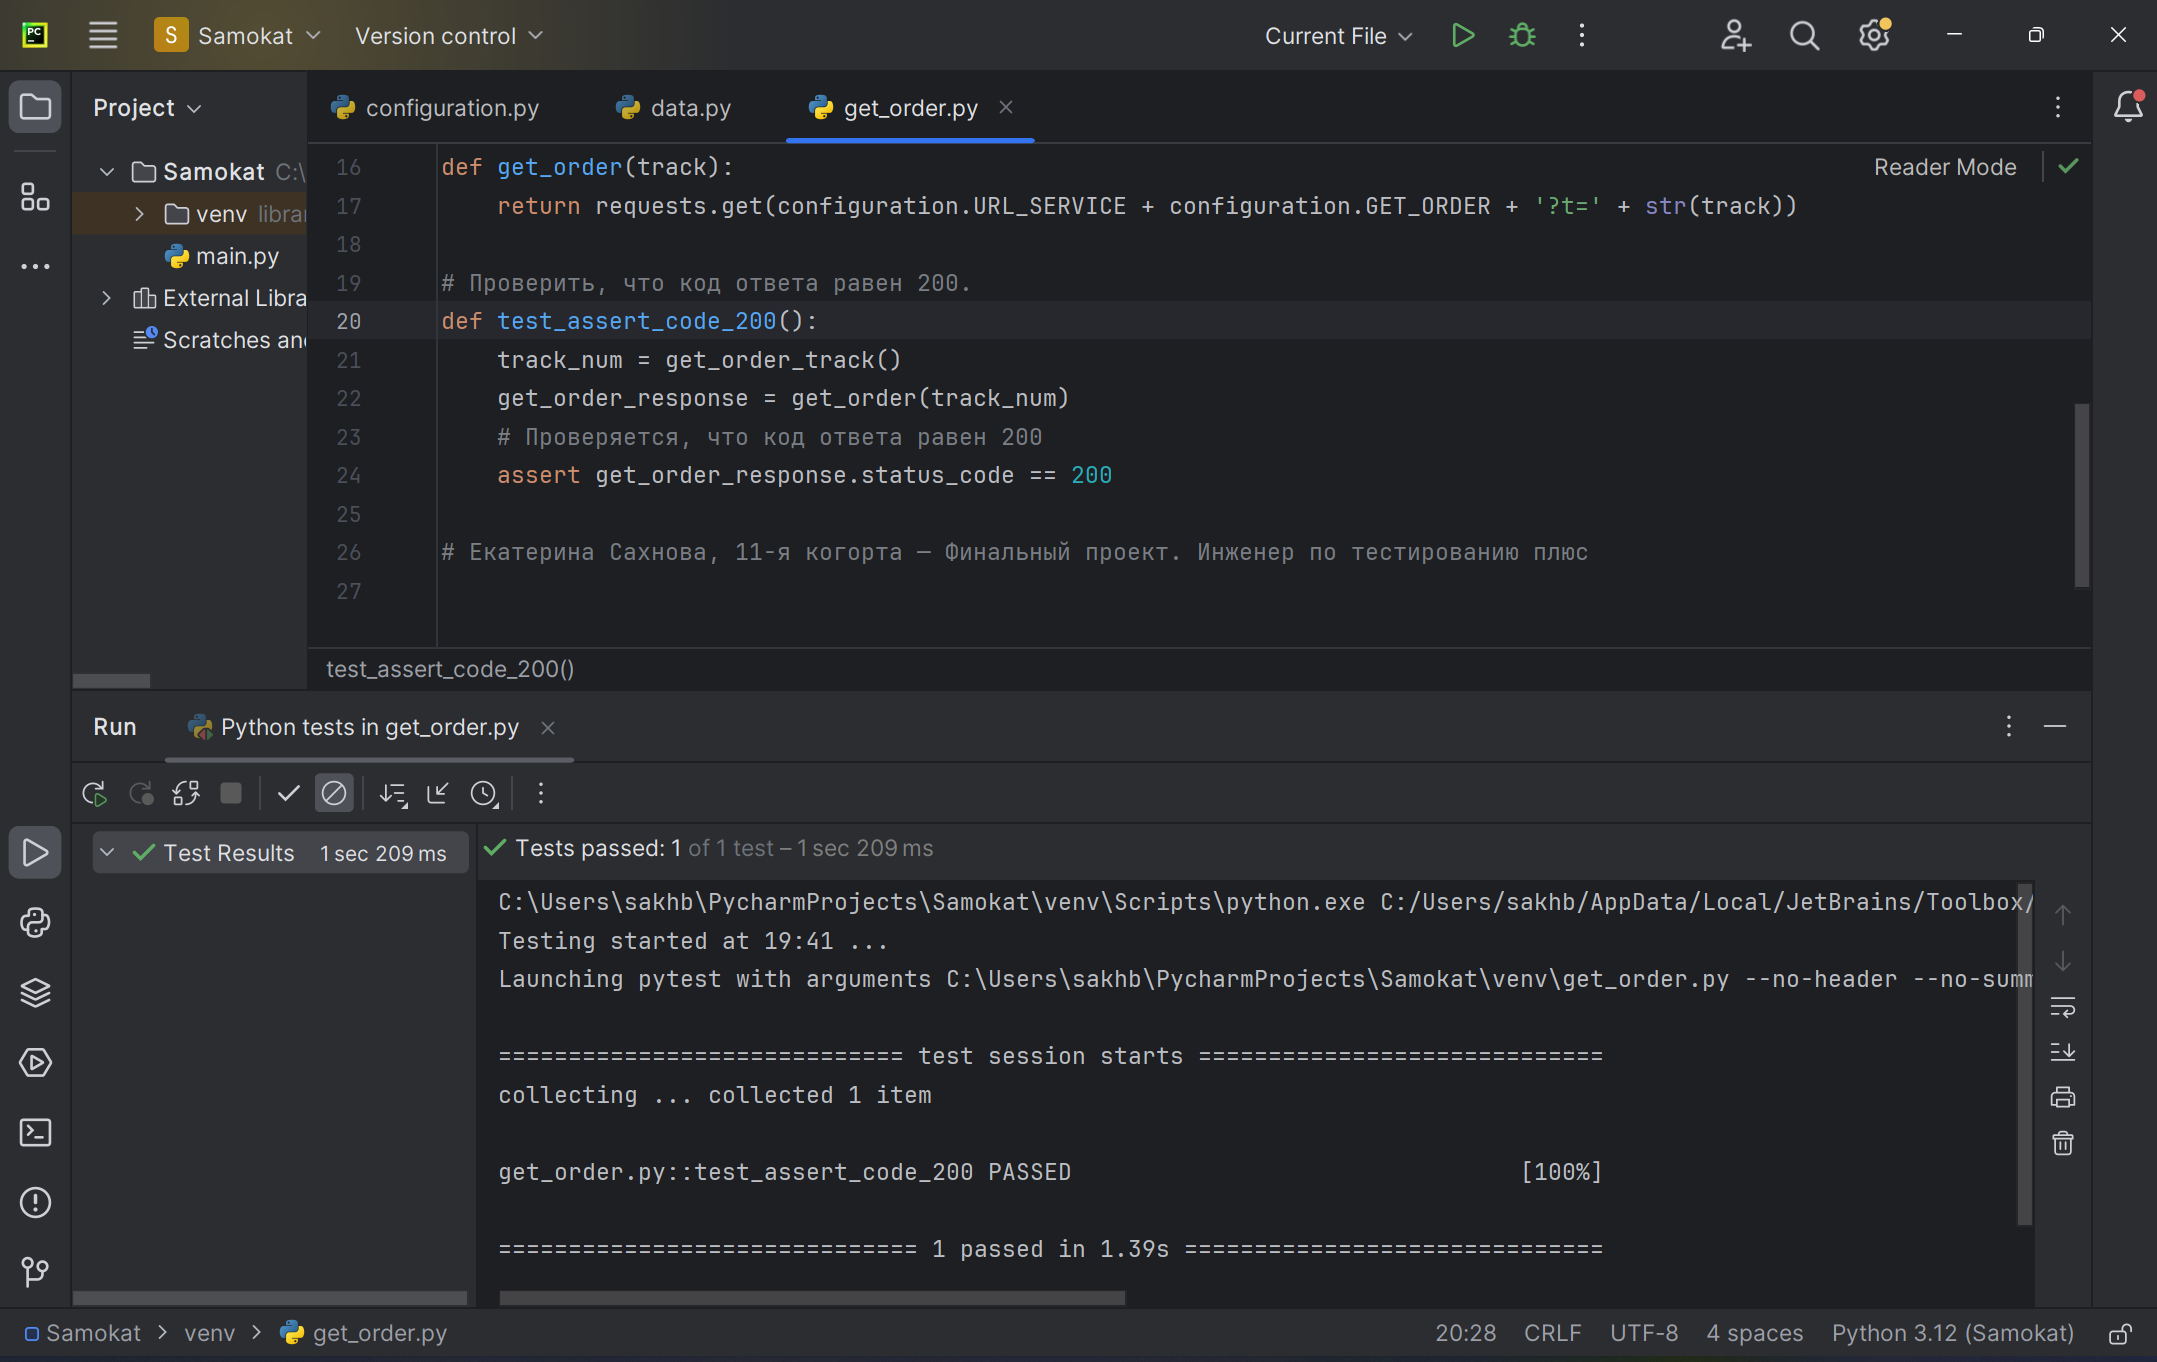 PC
S Samokat Version control Current File
Project
configuration.py data.py get_order.py
Samokat C:\
venv
main.py
External Libra
Scratches and
Reader Mode
16 def get_order(track):
17 return requests.get(configuration.URL_SERVICE + configuration.GET_ORDER + '?t=' + str(track))
18
19 # Проверить, что код ответа равен 200.
20 def test_assert_code_200():
21 track_num = get_order_track()
22 get_order_response = get_order(track_num)
23 # Проверяется, что код ответа равен 200
24 assert get_order_response.status_code == 200
25
26 # Екатерина Сахнова, 11-я когорта — Финальный проект. Инженер по тестированию плюс
27
test_assert_code_200()
Run Python tests in get_order.py
Test Results 1 sec 209 ms
Tests passed: 1 of 1 test – 1 sec 209 ms
C:\Users\sakhb\PycharmProjects\Samokat\venv\Scripts\python.exe C:/Users/sakhb/AppData/Local/JetBrains/Toolbox/
Testing started at 19:41 ...
Launching pytest with arguments C:\Users\sakhb\PycharmProjects\Samokat\venv\get_order.py --no-header --no-summ
============================= test session starts =============================
collecting ... collected 1 item
get_order.py::test_assert_code_200 PASSED [100%]
============================== 1 passed in 1.39s ==============================
Samokat > venv > get_order.py
20:28 CRLF UTF-8 4 spaces Python 3.12 (Samokat)